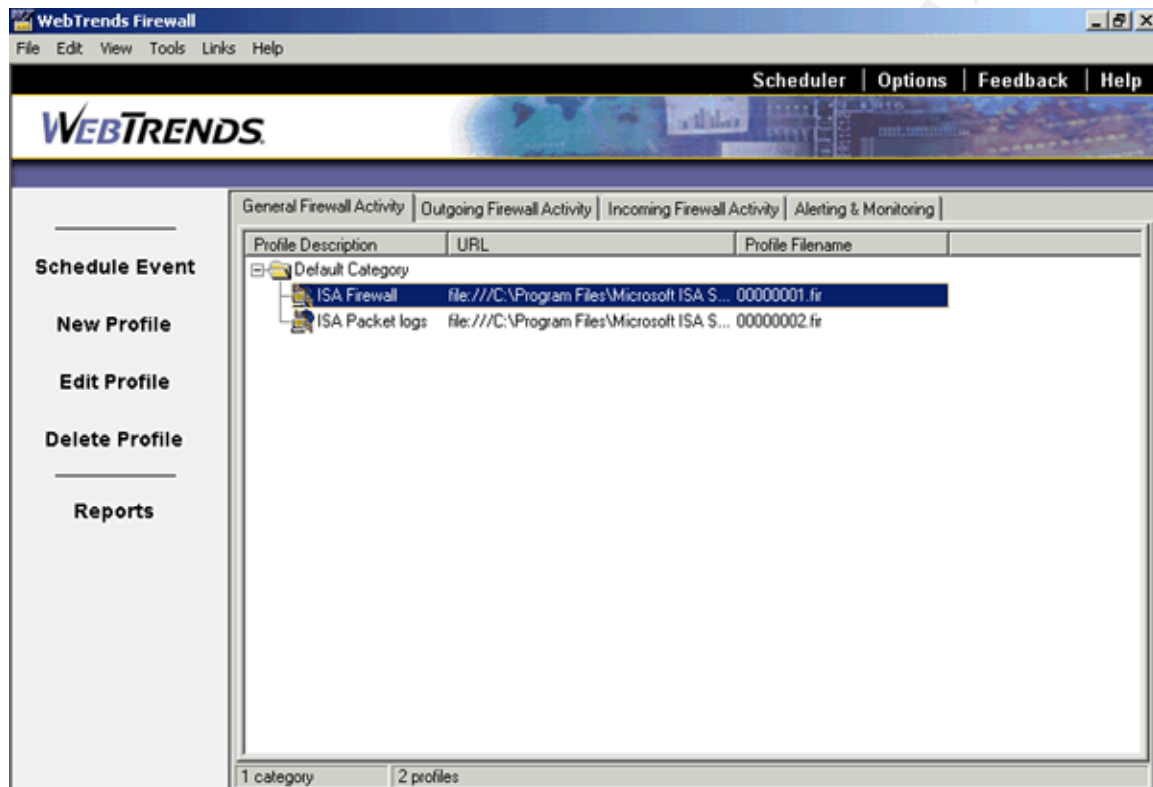 WebTrends Firewall
File Edit View Tools Links Help
Scheduler | Options | Feedback | Help
WEBTRENDS.
General Firewall Activity Outgoing Firewall Activity Incoming Firewall Activity Alerting & Monitoring
Profile Description URL Profile Filename
Default Category
ISA Firewall file:///C:\Program Files\Microsoft ISA S... 00000001.fir
ISA Packet logs file:///C:\Program Files\Microsoft ISA S... 00000002.fir
Schedule Event
New Profile
Edit Profile
Delete Profile
Reports
1 category 2 profiles